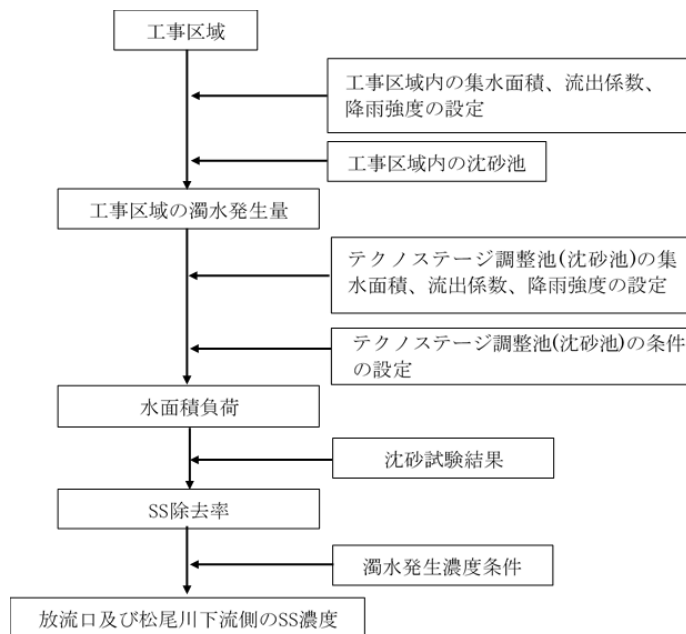 工事区域
工事区域内の集水面積、流出係数、
降雨強度の設定
工事区域内の沈砂池
工事区域の濁水発生量
テクノステージ調整池(沈砂池)の集
水面積、流出係数、降雨強度の設定
テクノステージ調整池(沈砂池)の条件
の設定
水面積負荷
沈砂試験結果
SS除去率
濁水発生濃度条件
放流口及び松尾川下流側のSS濃度